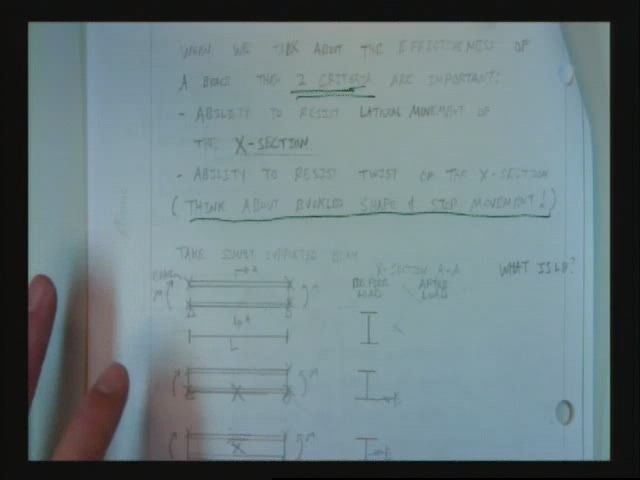 WHEN WE TALK ABOUT THE EFFECTIVENESS OF
A BRACE THEN 2 CRITERIA ARE IMPORTANT:
- ABILITY TO RESIST LATERAL MOVEMENT OF
THE X-SECTION
- ABILITY TO RESIST TWIST OF THE X-SECTION
(THINK ABOUT BUCKLED SHAPE & STOP MOVEMENT!)
TAKE SIMPLY SUPPORTED BEAM
X-SECTION A-A WHAT IS LB?
BEFORE LOAD AFTER LOAD
A
M M
A
L
M
M